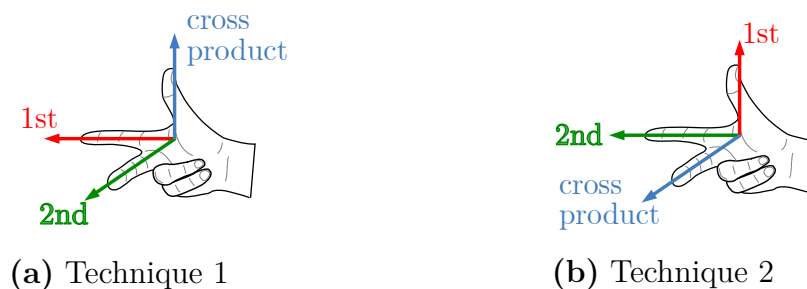 cross
product
1st
2nd
(a) Technique 1
1st
2nd
cross
product
(b) Technique 2